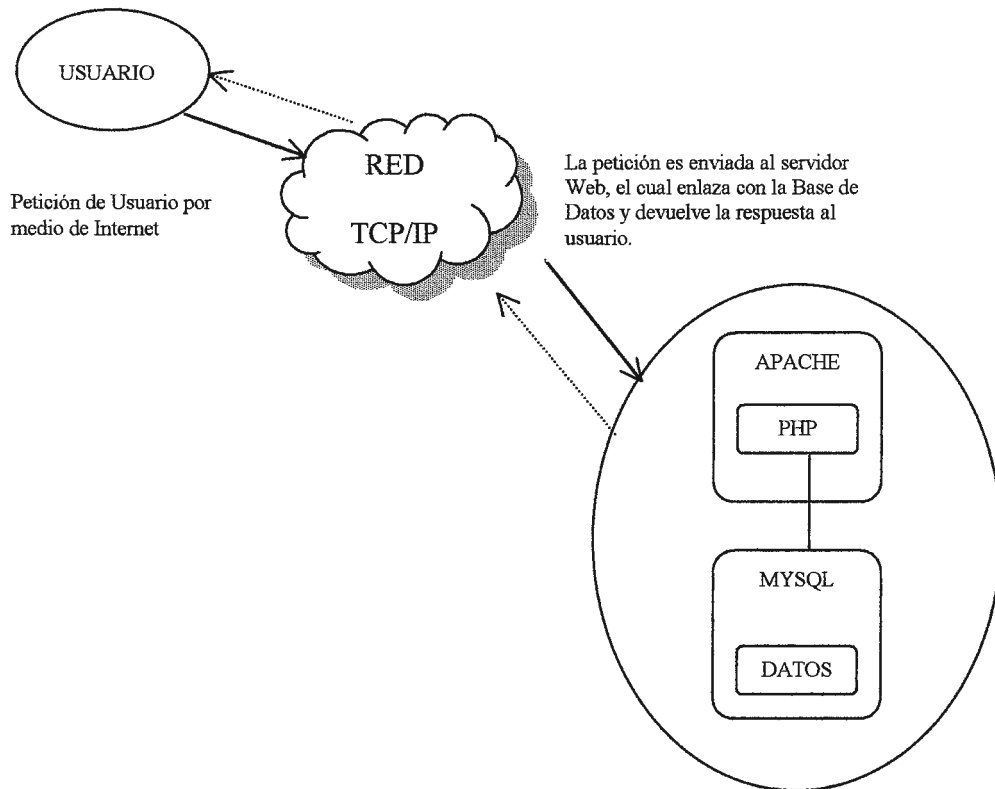 USUARIO
RED
TCP/IP
Petición de Usuario por
medio de Internet
La petición es enviada al servidor
Web, el cual enlaza con la Base de
Datos y devuelve la respuesta al
usuario.
APACHE
PHP
MYSQL
DATOS